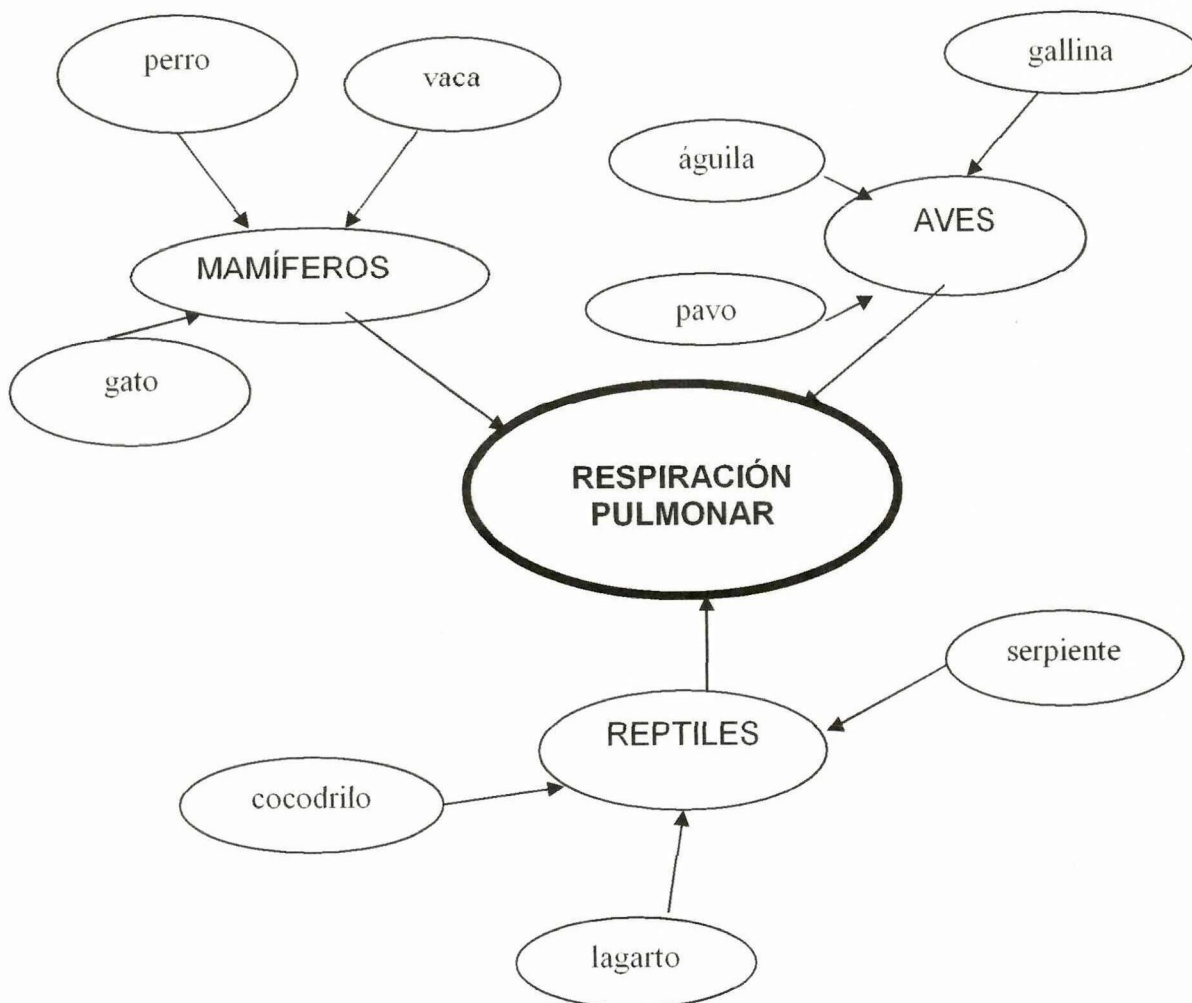 perro
vaca
gallina
águila
AVES
MAMÍFEROS
pavo
gato
RESPIRACIÓN
PULMONAR
serpiente
REPTILES
cocodrilo
lagarto